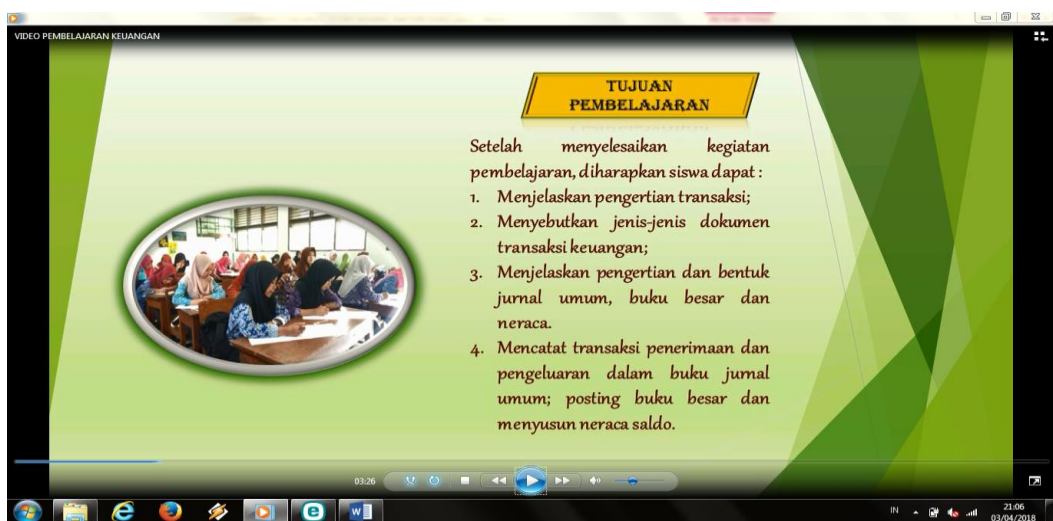 VIDEO PEMBELAJARAN KEUANGAN
TUJUAN
PEMBELAJARAN
Setelah menyelesaikan kegiatan
pembelajaran, diharapkan siswa dapat :
1. Menjelaskan pengertian transaksi;
2. Menyebutkan jenis-jenis dokumen
transaksi keuangan;
3. Menjelaskan pengertian dan bentuk
jurnal umum, buku besar dan
neraca.
4. Mencatat transaksi penerimaan dan
pengeluaran dalam buku jurnal
umum; posting buku besar dan
menyusun neraca saldo.
03:26
IN
21:06
03/04/2018